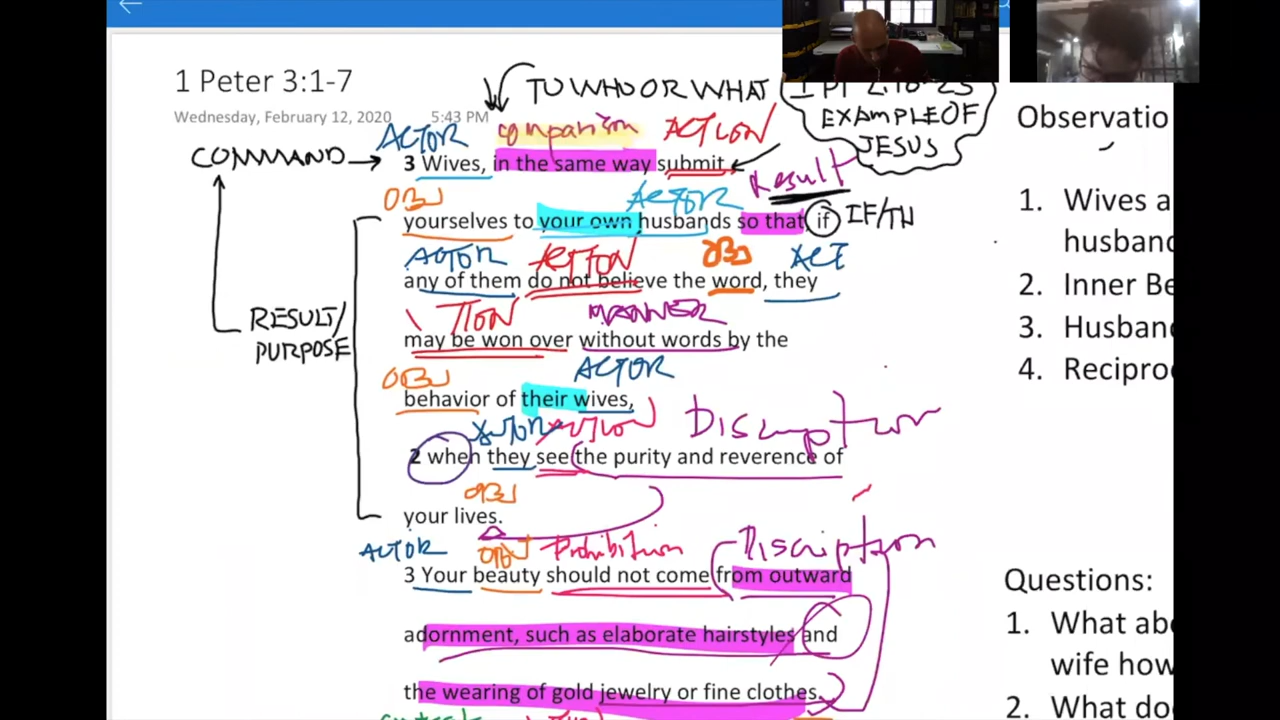 1 Peter 3:1-7
Wednesday, February 12, 2020 5:43 PM
TO WHO OR WHAT
1 PT 2:18-25
EXAMPLE OF
JESUS
ACTOR comparism ACTION
COMMAND
3 Wives, in the same way submit
Result
OBJ ACTOR
yourselves to your own husbands so that if IF/TH
ACTOR ACTION OBJ ACT
any of them do not believe the word, they
TION MANNER
RESULT/
PURPOSE
may be won over without words by the
OBJ ACTOR
behavior of their wives,
ACTOR ACTION Discription
2 when they see the purity and reverence of
OBJ
your lives.
ACTOR OBJ Prohibition Discription
3 Your beauty should not come from outward
adornment, such as elaborate hairstyles and
the wearing of gold jewelry or fine clothes.
Observatio
1. Wives a
husband
2. Inner Be
3. Husban
4. Recipro
Questions:
1. What ab
wife how
2. What do